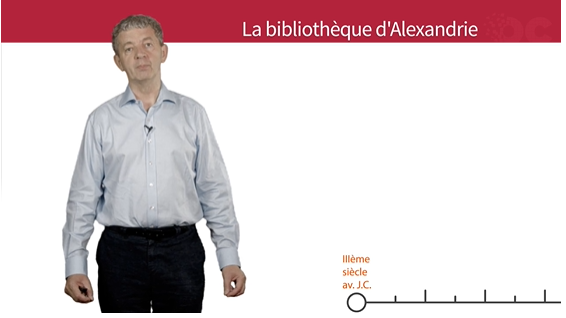 La bibliothèque d'Alexandrie
IIIème
siècle
av. J.C.